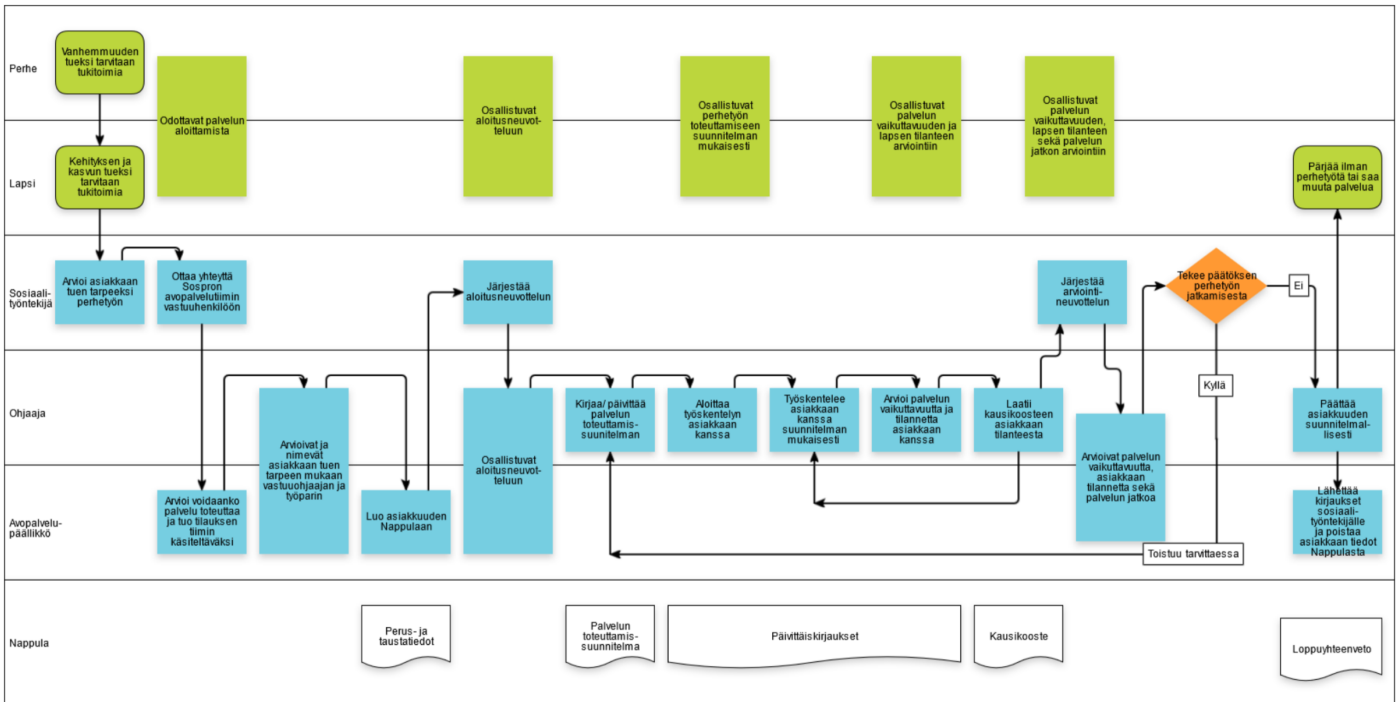 Perhe
Vanhemmuuden
tueksi tarvitaan
tukitoimia
Odottavat palvelun
aloittamista
Osallistuvat
aloitusneuvot-
teluun
Osallistuvat
perhetyön
toteuttamiseen
suunnitelman
mukaisesti
Osallistuvat
palvelun
vaikuttavuuden ja
lapsen tilanteen
arviointiin
Osallistuvat
palvelun
vaikuttavuuden,
lapsen tilanteen
sekä palvelun
jatkon arviointiin
Lapsi
Kehityksen ja
kasvun tueksi
tarvitaan
tukitoimia
Pärjää ilman
perhetyötä tai saa
muuta palvelua
Sosiaali-
työntekijä
Arvioi asiakkaan
tuen tarpeeksi
perhetyön
Ottaa yhteyttä
Sospron
avopalvelutiimin
vastuuhenkilöön
Järjestää
aloitusneuvottelun
Järjestää
arviointi-
neuvottelun
Tekee päätöksen
perhetyön
jatkamisesta
Ei
Kyllä
Ohjaaja
Arvioivat ja
nimevät
asiakkaan tuen
tarpeen mukaan
vastuuohjaajan ja
työparin
Osallistuvat
aloitusneuvot-
teluun
Kirjaa/ päivittää
palvelun
toteuttamis-
suunnitelman
Aloittaa
työskentelyn
asiakkaan
kanssa
Työskentelee
asiakkaan
kanssa
suunnitelman
mukaisesti
Arvioi palvelun
vaikuttavuutta ja
tilannetta
asiakkaan
kanssa
Laatii
kausikoosteen
asiakkaan
tilanteesta
Arvioivat palvelun
vaikuttavuutta,
asiakkaan
tilannetta sekä
palvelun jatkoa
Päättää
asiakkuuden
suunnitelmal-
lisesti
Avopalvelu-
päällikkö
Arvioi voidaanko
palvelu toteuttaa
ja tuo tilauksen
tiimin
käsiteltäväksi
Luo asiakkuuden
Nappulaan
Toistuu tarvittaessa
Lähettää
kirjaukset
sosiaali-
työntekijälle
ja poistaa
asiakkaan tiedot
Nappulasta
Nappula
Perus- ja
taustatiedot
Palvelun
toteuttamis-
suunnitelma
Päivittäiskirjaukset
Kausikooste
Loppuyhteenveto